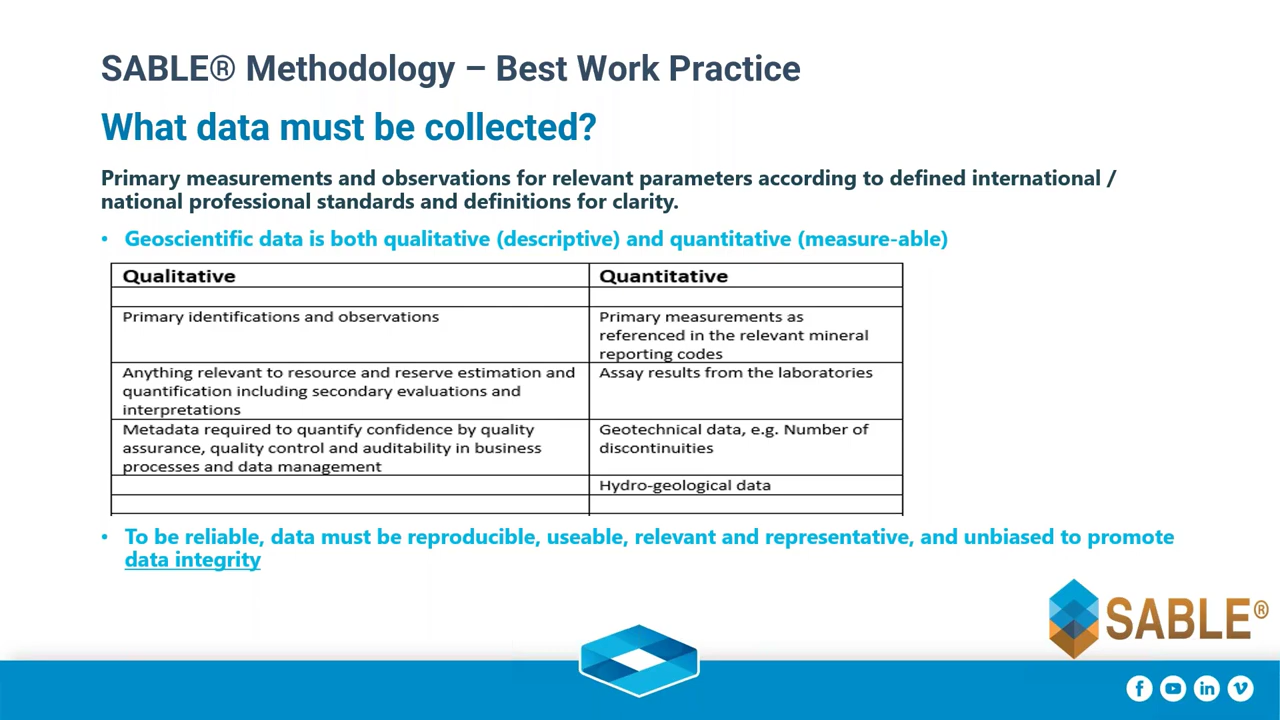 SABLE® Methodology – Best Work Practice
What data must be collected?
Primary measurements and observations for relevant parameters according to defined international /
national professional standards and definitions for clarity.
• Geoscientific data is both qualitative (descriptive) and quantitative (measure-able)
Qualitative
Quantitative
Primary identifications and observations
Primary measurements as
referenced in the relevant mineral
reporting codes
Anything relevant to resource and reserve estimation and
quantification including secondary evaluations and
interpretations
Assay results from the laboratories
Metadata required to quantify confidence by quality
assurance, quality control and auditability in business
processes and data management
Geotechnical data, e.g. Number of
discontinuities
Hydro-geological data
• To be reliable, data must be reproducible, useable, relevant and representative, and unbiased to promote
data integrity
SABLE®